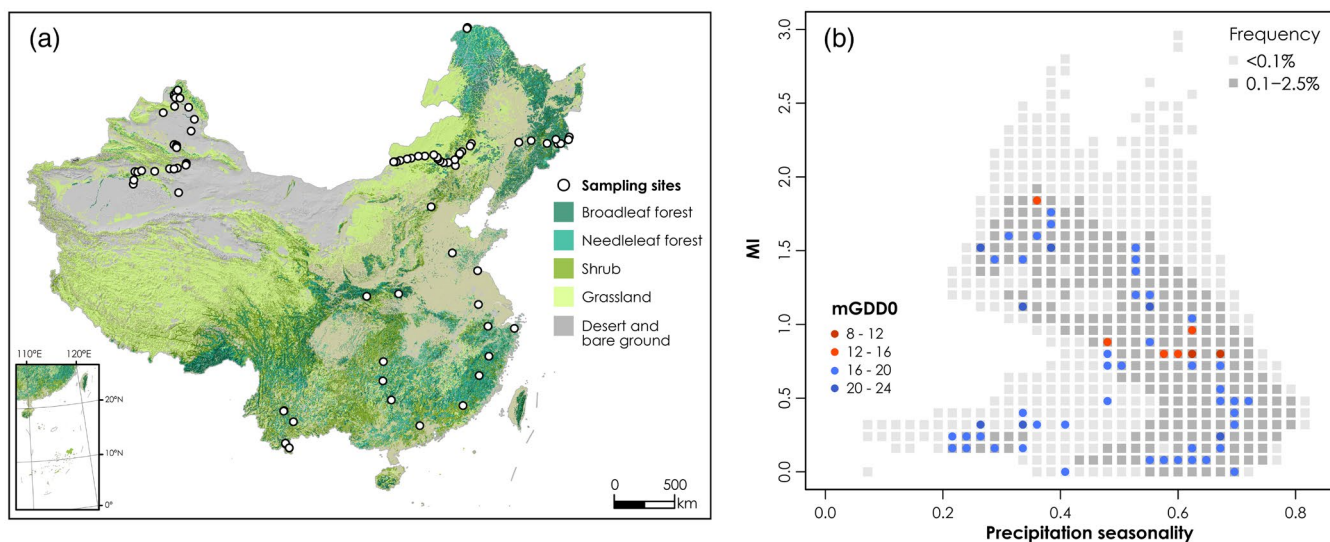 (a)
Sampling sites
Broadleaf forest
Needleleaf forest
Shrub
Grassland
Desert and
bare ground
110°E 120°E
20°N
10°N
0°
0 500
km
(b)
Frequency
<0.1%
0.1–2.5%
mGDD0
8 - 12
12 - 16
16 - 20
20 - 24
MI
3.0
2.5
2.0
1.5
1.0
0.5
0.0
0.0 0.2 0.4 0.6 0.8
Precipitation seasonality